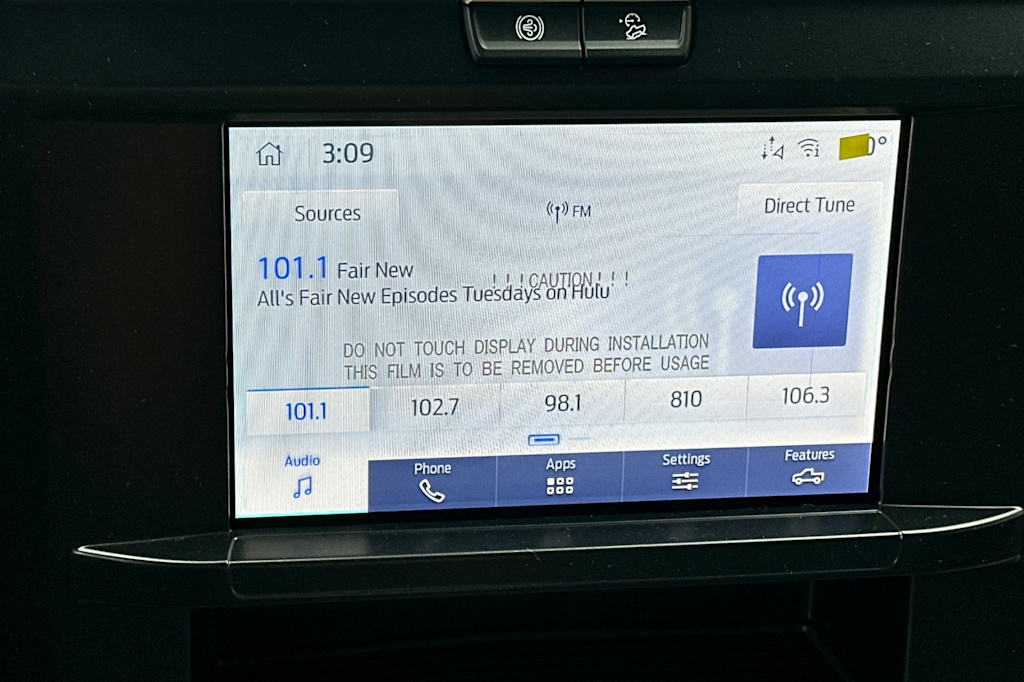 3:09
0°
Sources
FM
Direct Tune
101.1 Fair New
! ! ! CAUTION ! ! !
All's Fair New Episodes Tuesdays on Hulu
DO NOT TOUCH DISPLAY DURING INSTALLATION
THIS FILM IS TO BE REMOVED BEFORE USAGE
101.1 102.7 98.1 810 106.3
Audio Phone Apps Settings Features